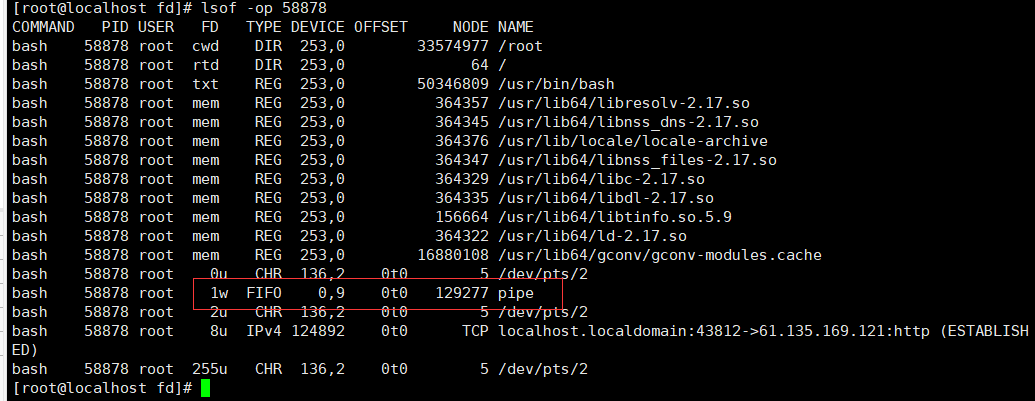 [root@localhost fd]# lsof -op 58878
COMMAND   PID USER   FD   TYPE DEVICE OFFSET     NODE NAME
bash    58878 root  cwd    DIR  253,0        33574977 /root
bash    58878 root  rtd    DIR  253,0              64 /
bash    58878 root  txt    REG  253,0        50346809 /usr/bin/bash
bash    58878 root  mem    REG  253,0          364357 /usr/lib64/libresolv-2.17.so
bash    58878 root  mem    REG  253,0          364345 /usr/lib64/libnss_dns-2.17.so
bash    58878 root  mem    REG  253,0          364376 /usr/lib/locale/locale-archive
bash    58878 root  mem    REG  253,0          364347 /usr/lib64/libnss_files-2.17.so
bash    58878 root  mem    REG  253,0          364329 /usr/lib64/libc-2.17.so
bash    58878 root  mem    REG  253,0          364335 /usr/lib64/libdl-2.17.so
bash    58878 root  mem    REG  253,0          156664 /usr/lib64/libtinfo.so.5.9
bash    58878 root  mem    REG  253,0          364322 /usr/lib64/ld-2.17.so
bash    58878 root  mem    REG  253,0        16880108 /usr/lib64/gconv/gconv-modules.cache
bash    58878 root    0u   CHR  136,2    0t0        5 /dev/pts/2
bash    58878 root    1w  FIFO    0,9    0t0   129277 pipe
bash    58878 root    2u   CHR  136,2    0t0        5 /dev/pts/2
bash    58878 root    8u  IPv4 124892    0t0      TCP localhost.localdomain:43812->61.135.169.121:http (ESTABLISH
ED)
bash    58878 root  255u   CHR  136,2    0t0        5 /dev/pts/2
[root@localhost fd]#